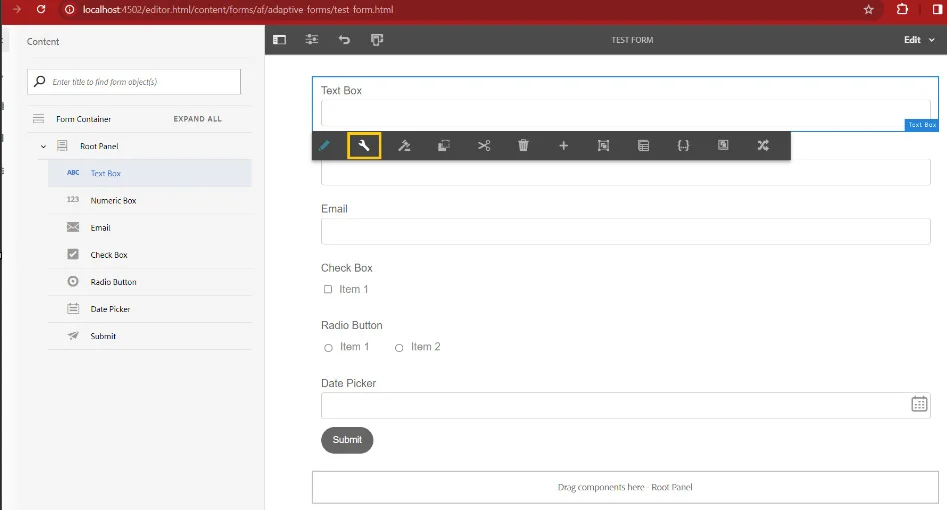 localhost:4502/editor.html/content/forms/af/adaptive-forms/test-form.html
Content
TEST FORM
Edit
Enter title to find form object(s)
Form Container
EXPAND ALL
Root Panel
ABC Text Box
123 Numeric Box
Email
Check Box
Radio Button
Date Picker
Submit
Text Box
Text Box
{..}
Email
Check Box
Item 1
Radio Button
Item 1 Item 2
Date Picker
Submit
Drag components here - Root Panel